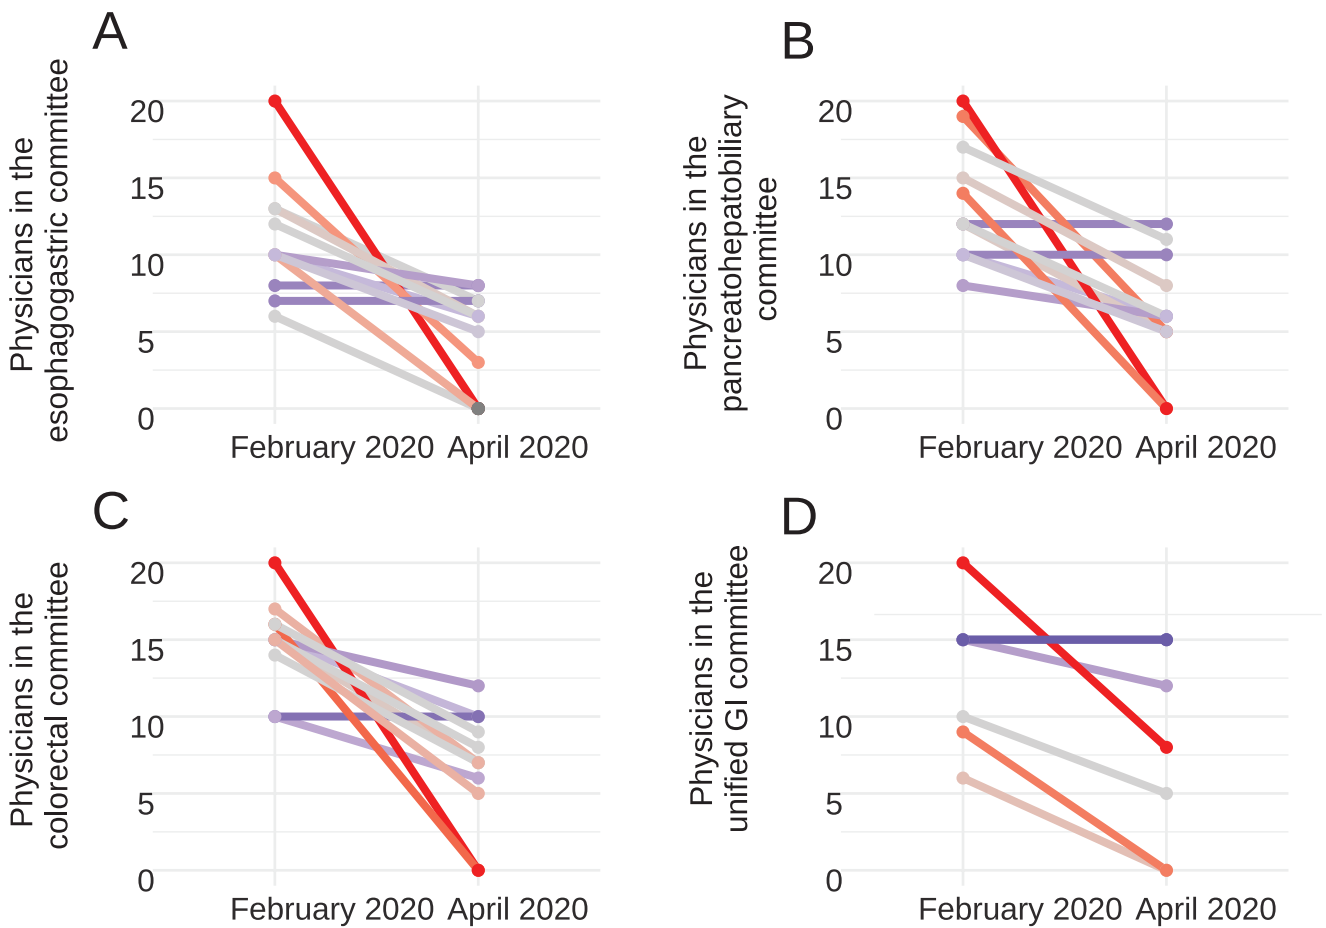 A
Physicians in the
esophagogastric committee
20
15
10
5
0
February 2020 April 2020
B
Physicians in the
pancreatohepatobiliary
committee
20
15
10
5
0
February 2020 April 2020
C
Physicians in the
colorectal committee
20
15
10
5
0
February 2020 April 2020
D
Physicians in the
unified GI committee
20
15
10
5
0
February 2020 April 2020